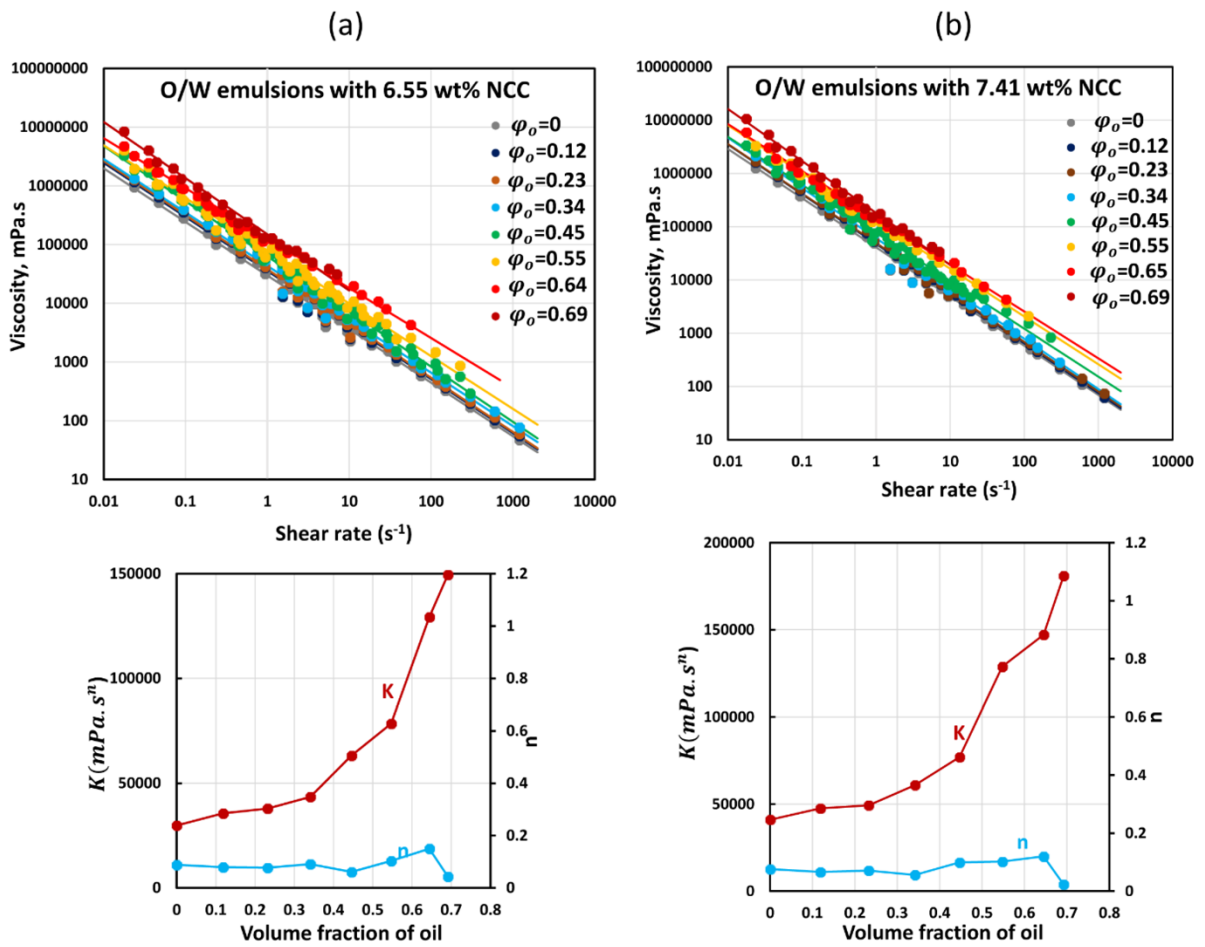 (a)
100000000
10000000
1000000
100000
10000
1000
100
10
Viscosity, mPa.s
O/W emulsions with 6.55 wt% NCC
φₒ=0
φₒ=0.12
φₒ=0.23
φₒ=0.34
φₒ=0.45
φₒ=0.55
φₒ=0.64
φₒ=0.69
0.01 0.1 1 10 100 1000 10000
Shear rate (s⁻¹)
(b)
100000000
10000000
1000000
100000
10000
1000
100
10
Viscosity, mPa.s
O/W emulsions with 7.41 wt% NCC
φₒ=0
φₒ=0.12
φₒ=0.23
φₒ=0.34
φₒ=0.45
φₒ=0.55
φₒ=0.65
φₒ=0.69
0.01 0.1 1 10 100 1000 10000
Shear rate (s⁻¹)
150000
100000
50000
0
K(mPa.sⁿ)
K
n
1.2
1
0.8
0.6
0.4
0.2
0
n
0 0.1 0.2 0.3 0.4 0.5 0.6 0.7 0.8
Volume fraction of oil
200000
150000
100000
50000
0
K(mPa.sⁿ)
K
n
1.2
1
0.8
0.6
0.4
0.2
0
n
0 0.1 0.2 0.3 0.4 0.5 0.6 0.7 0.8
Volume fraction of oil